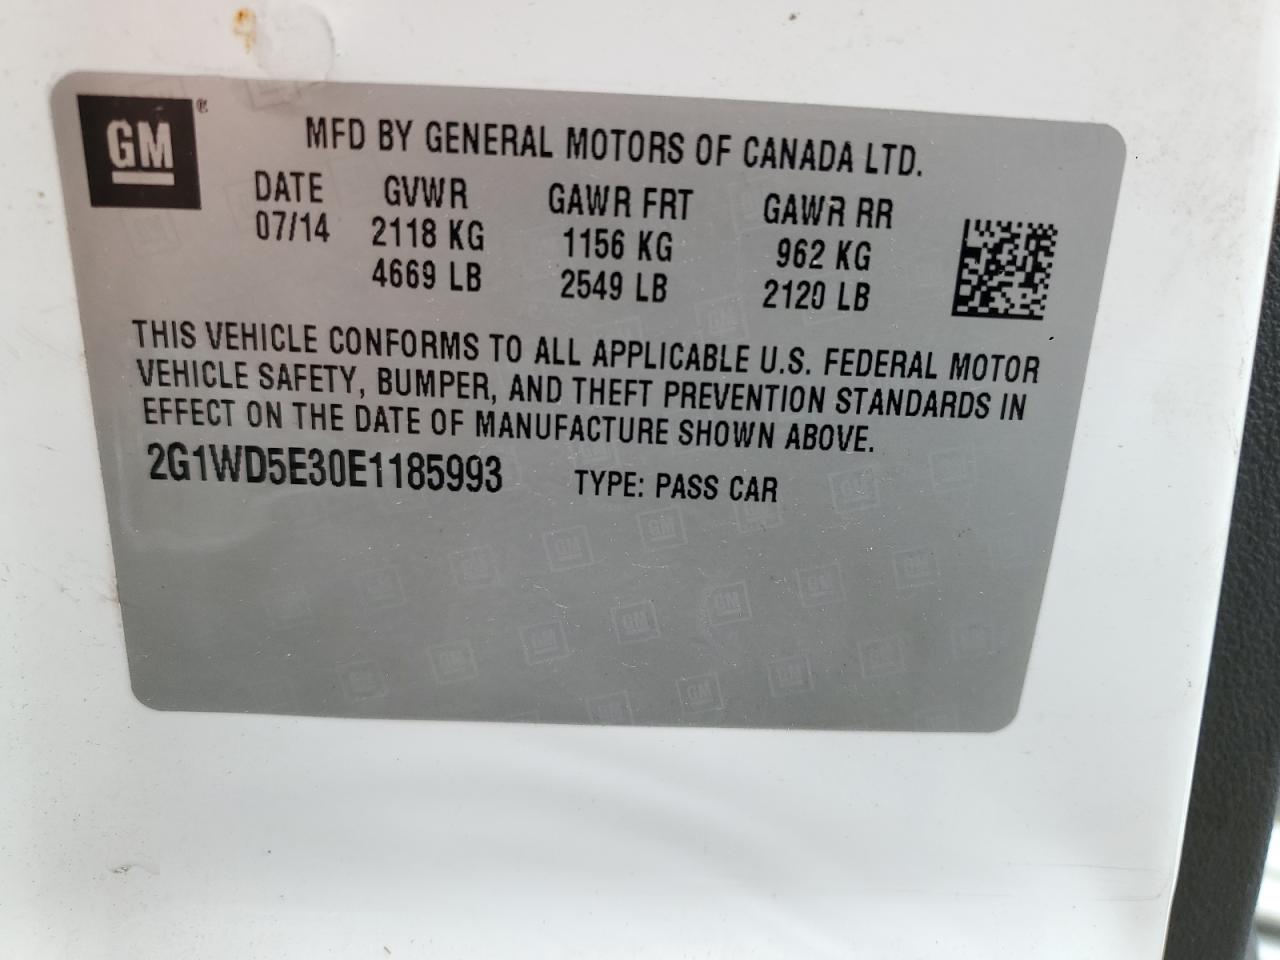 GM®
MFD BY GENERAL MOTORS OF CANADA LTD.
DATE GVWR GAWR FRT GAWR RR
07/14 2118 KG 1156 KG 962 KG
4669 LB 2549 LB 2120 LB
THIS VEHICLE CONFORMS TO ALL APPLICABLE U.S. FEDERAL MOTOR
VEHICLE SAFETY, BUMPER, AND THEFT PREVENTION STANDARDS IN
EFFECT ON THE DATE OF MANUFACTURE SHOWN ABOVE.
2G1WD5E30E1185993 TYPE: PASS CAR